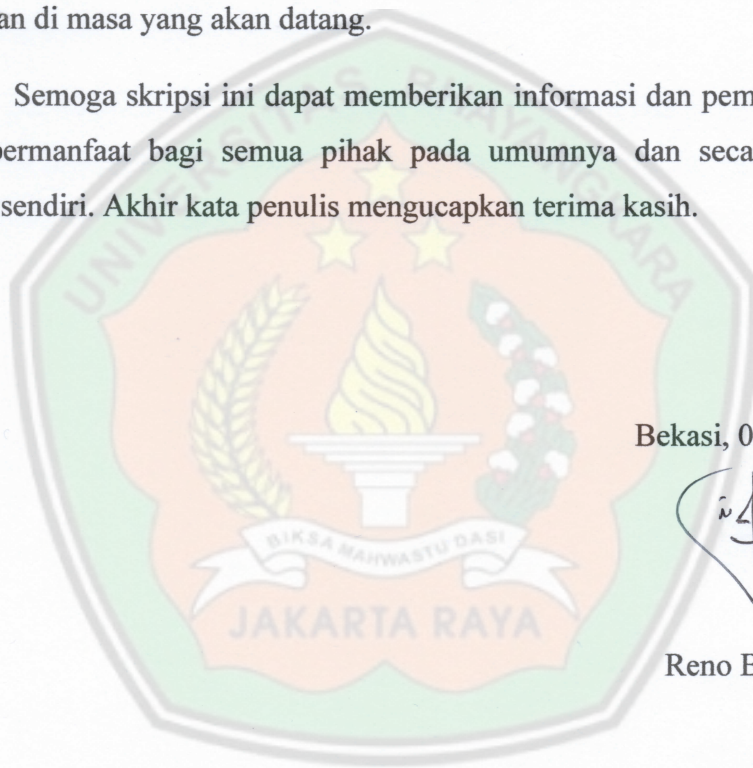 an di masa yang akan datang.
Semoga skripsi ini dapat memberikan informasi dan pem
bermanfaat bagi semua pihak pada umumnya dan seca
sendiri. Akhir kata penulis mengucapkan terima kasih.
UNIVERSITAS BHAYANGKARA
Bekasi, 0
BIKSA MAHWASTU DASI
JAKARTA RAYA
Reno B